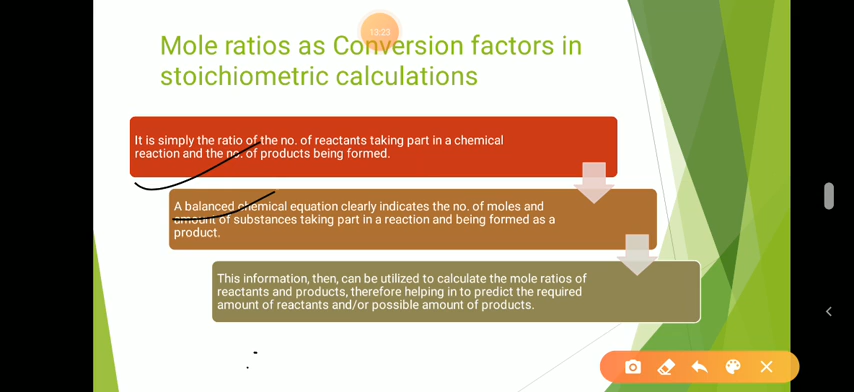 13:23
Mole ratios as Conversion factors in
stoichiometric calculations
It is simply the ratio of the no. of reactants taking part in a chemical
reaction and the no. of products being formed.
A balanced chemical equation clearly indicates the no. of moles and
amount of substances taking part in a reaction and being formed as a
product.
This information, then, can be utilized to calculate the mole ratios of
reactants and products, therefore helping in to predict the required
amount of reactants and/or possible amount of products.